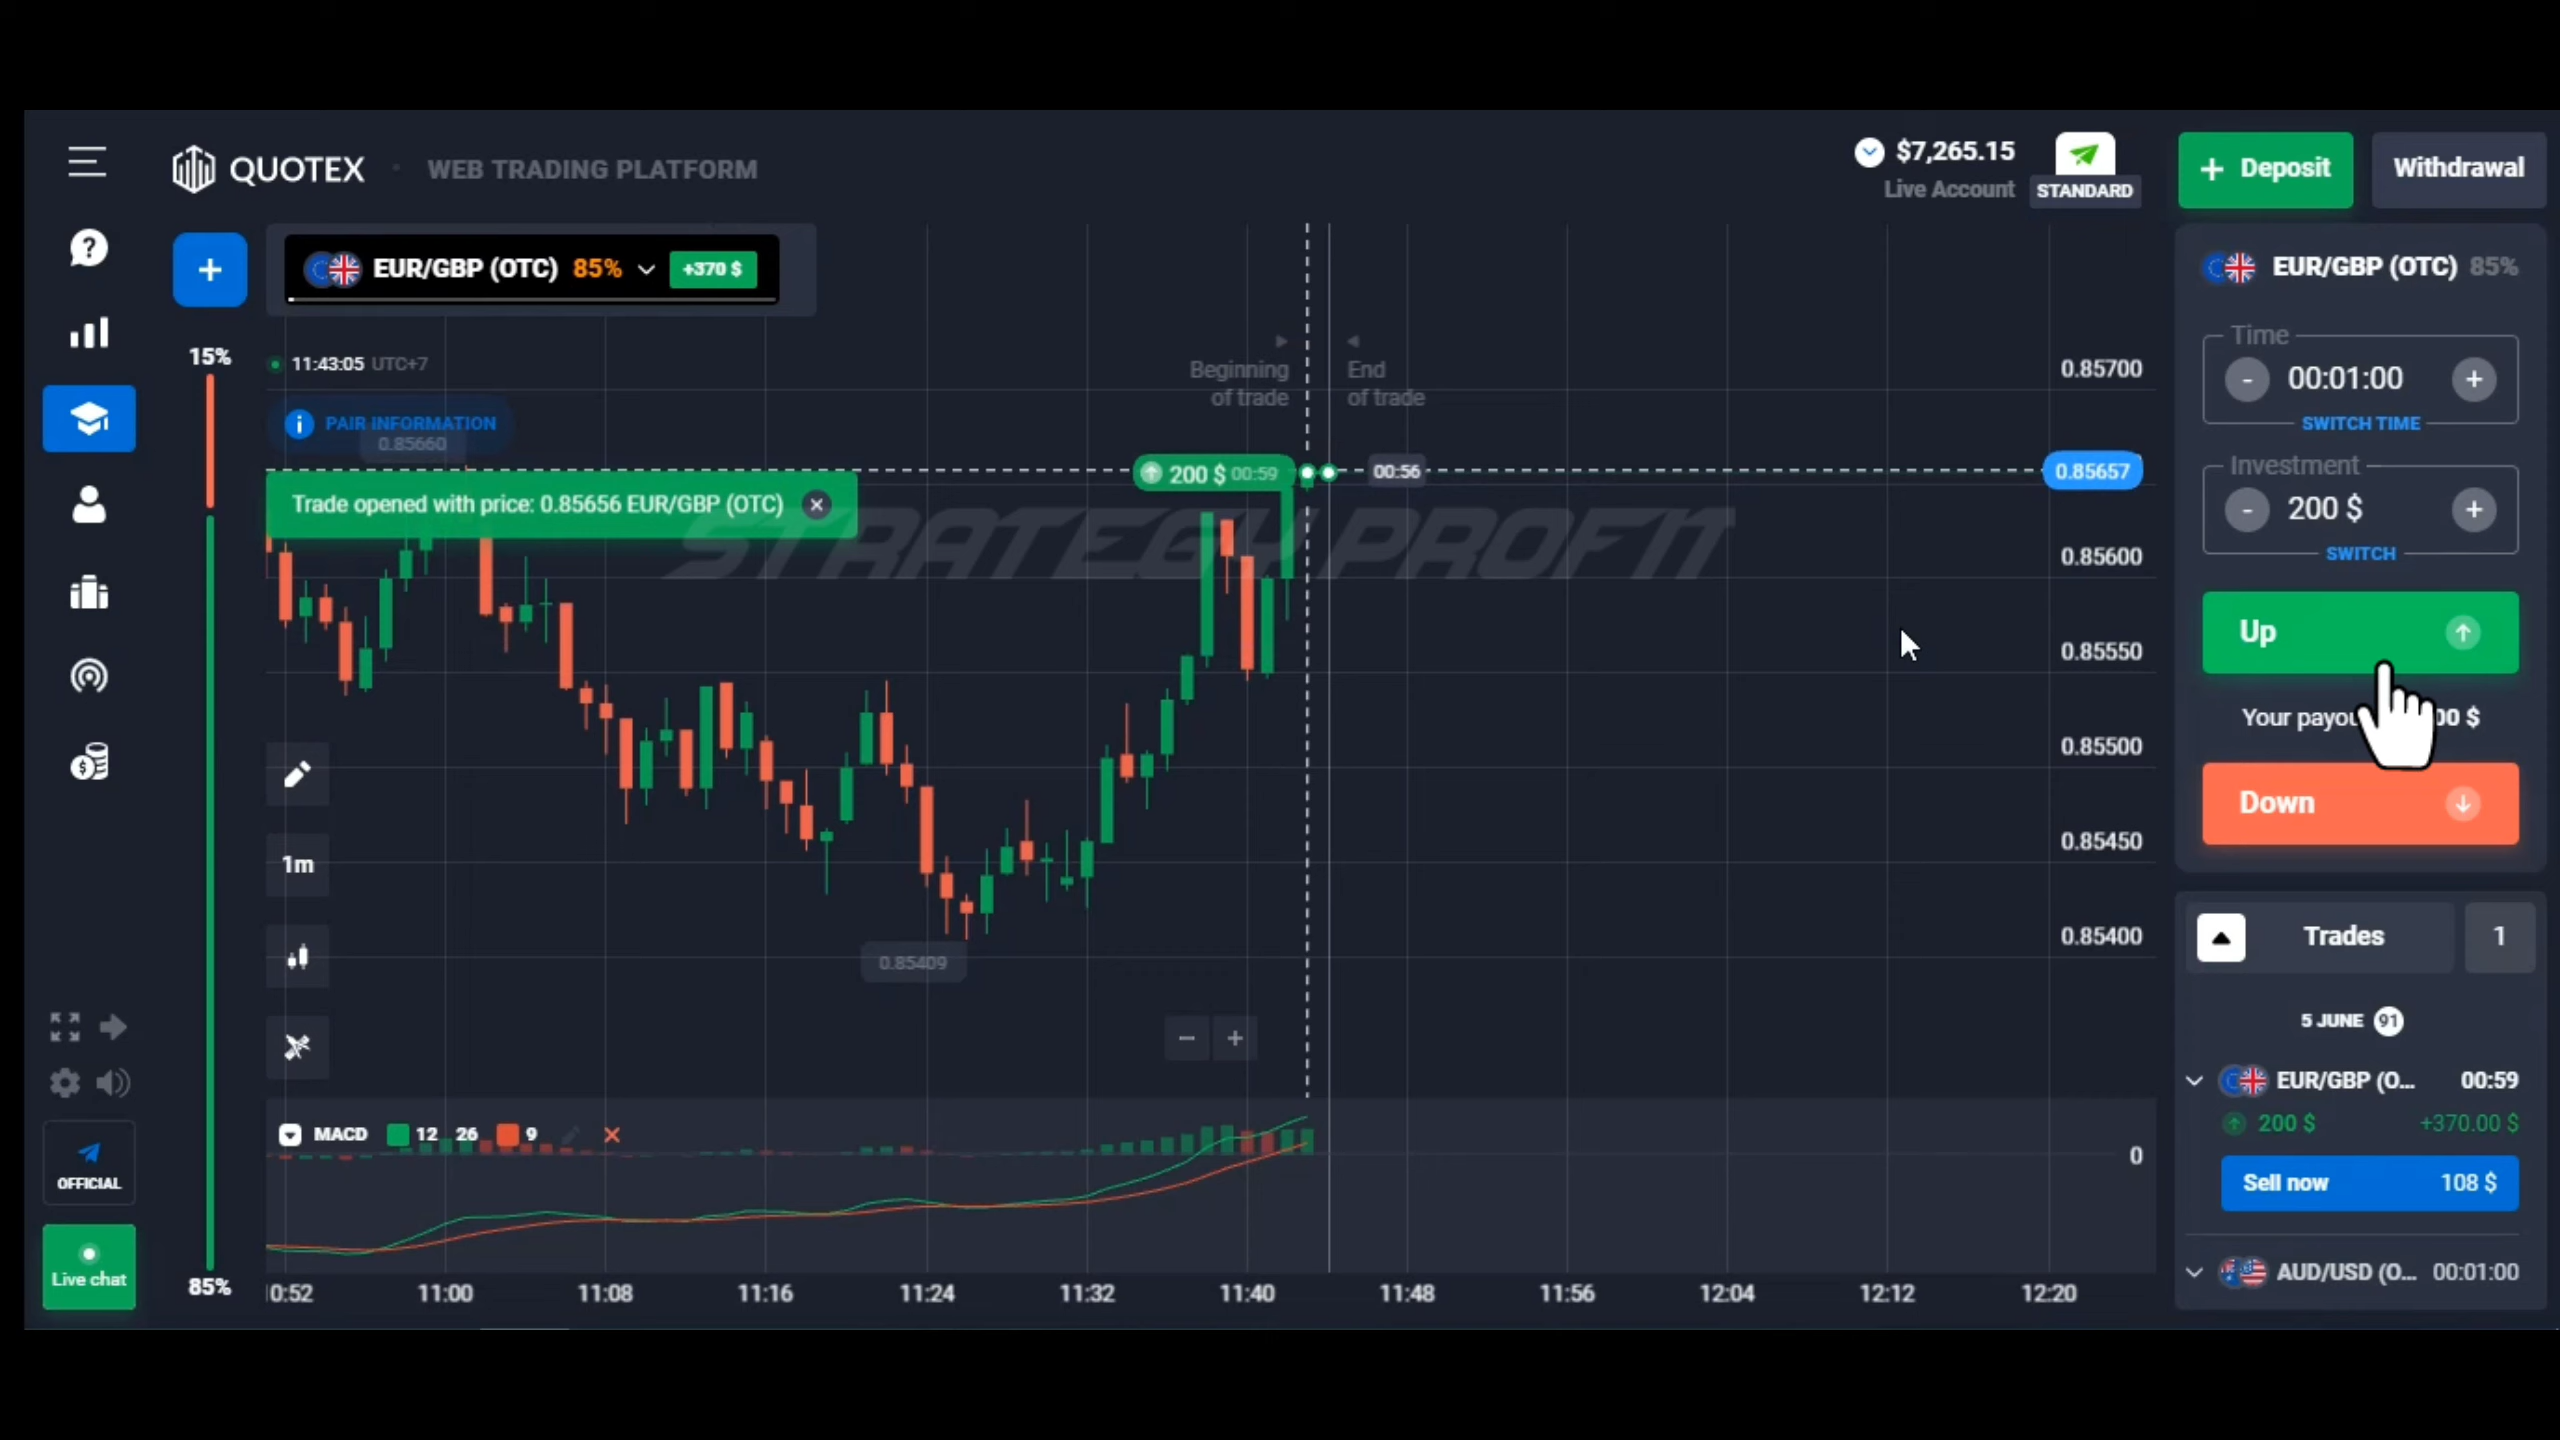 QUOTEX
WEB TRADING PLATFORM
$7,265.15
Live Account
STANDARD
+ Deposit
Withdrawal
EUR/GBP (OTC) 85% +370 $
EUR/GBP (OTC) 85%
Time
- 00:01:00 +
SWITCH TIME
Investment
- 200 $ +
SWITCH
Up
Your
Down
Trades 1
5 JUNE 91
EUR/GBP (O... 00:59
200 $ +370.00 $
Sell now 108 $
AUD/USD (O... 00:01:00
15%
85%
11:43:05 UTC+7
PAIR INFORMATION
0.85660
Beginning
of trade
End
of trade
200 $ 00:59
00:56
0.85657
Trade opened with price: 0.85656 EUR/GBP (OTC)
STRATEGY PROFIT
0.85700
0.85600
0.85550
0.85500
0.85450
0.85400
0.85409
1m
MACD 12 26 9
0
0:52 11:00 11:08 11:16 11:24 11:32 11:40 11:48 11:56 12:04 12:12 12:20
OFFICIAL
Live chat